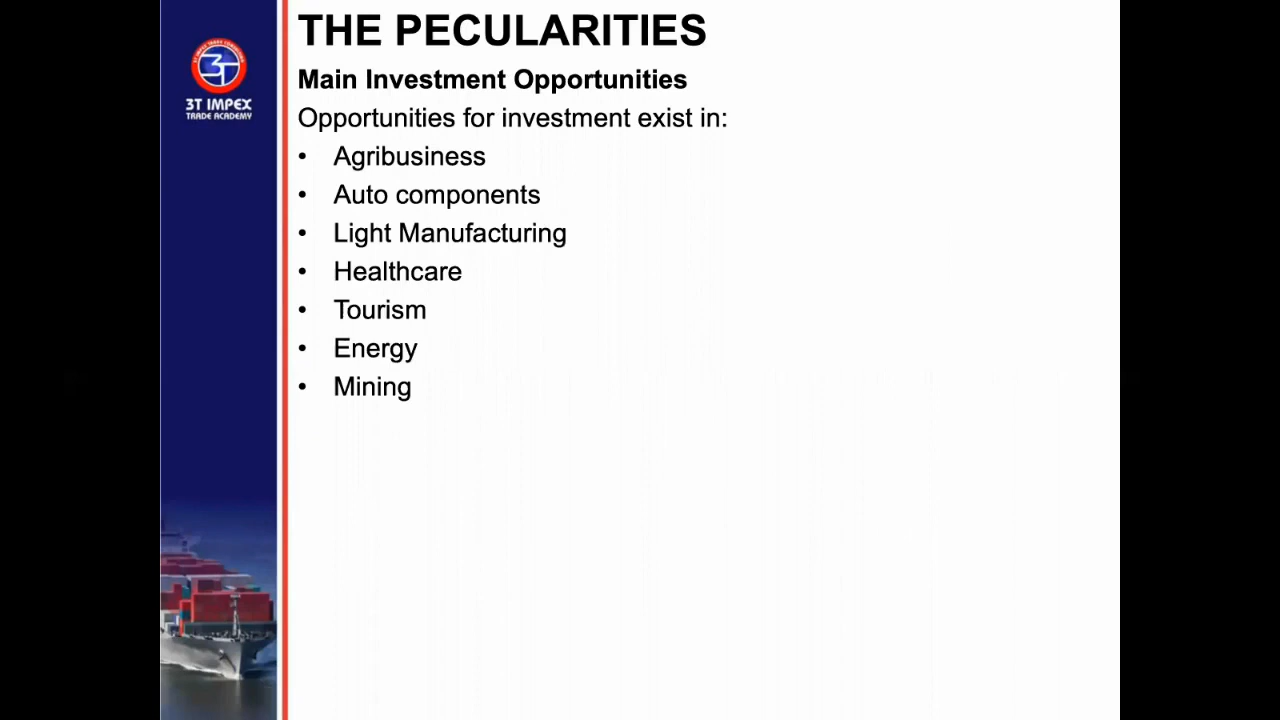 THE PECULARITIES
Main Investment Opportunities
Opportunities for investment exist in:
• Agribusiness
• Auto components
• Light Manufacturing
• Healthcare
• Tourism
• Energy
• Mining
3T
3T IMPEX
TRADE ACADEMY